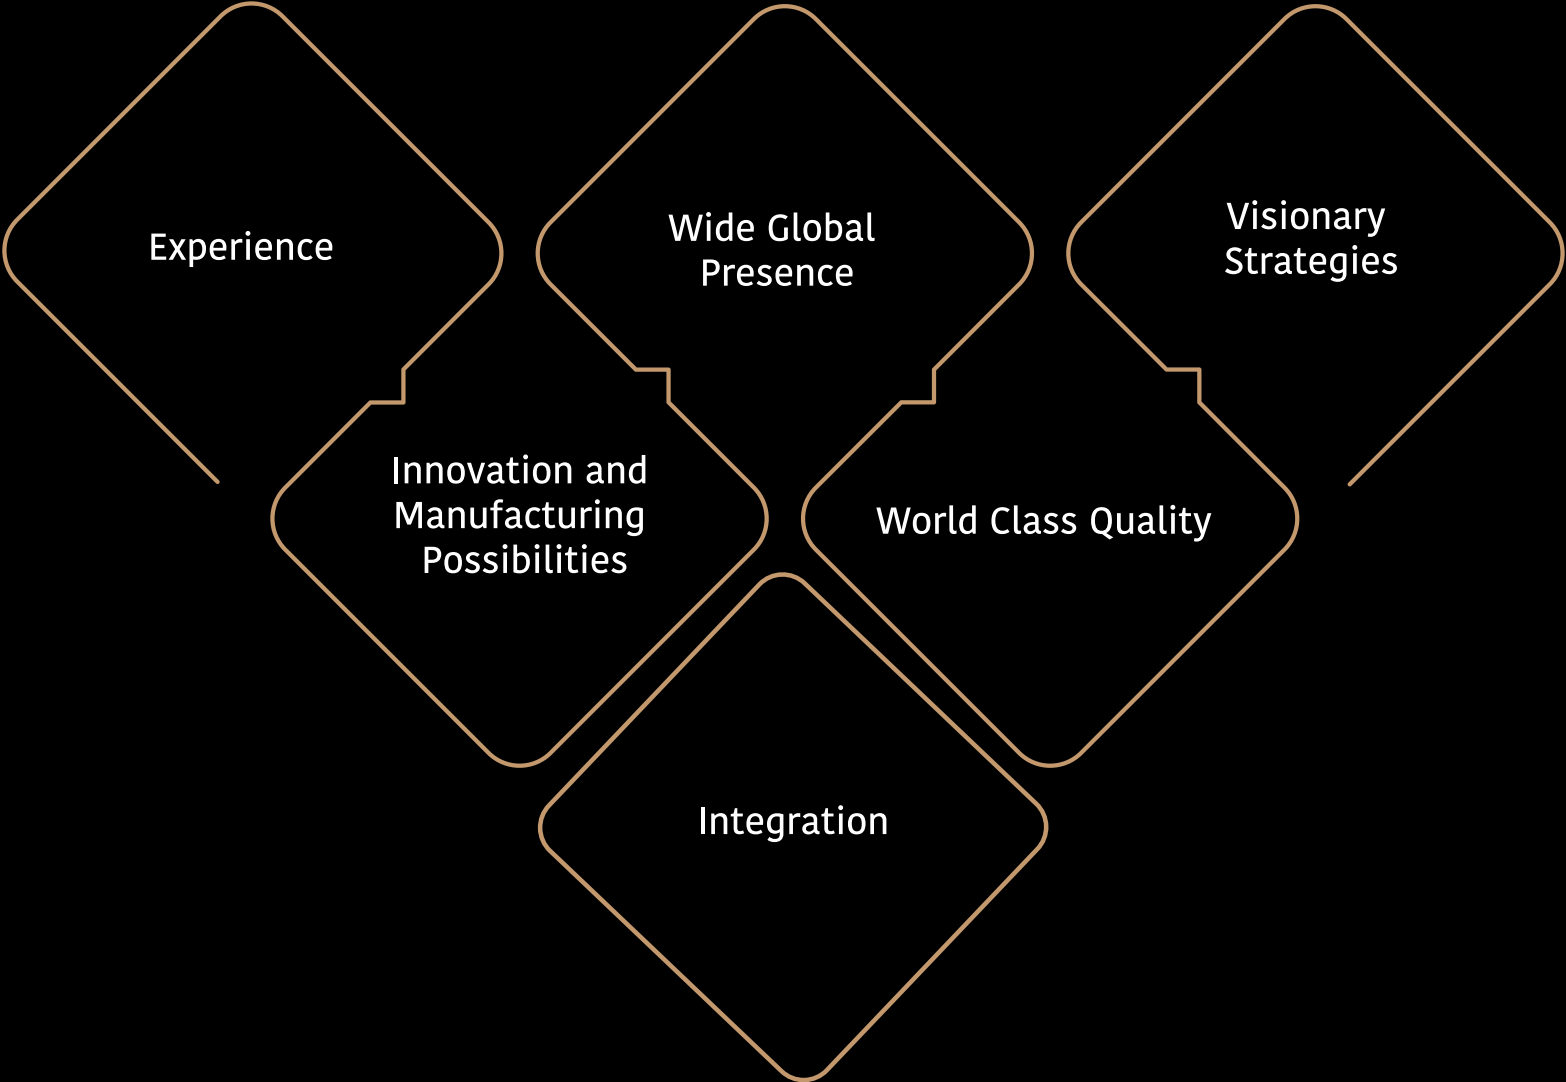 Experience
Wide Global
Presence
Visionary
Strategies
Innovation and
Manufacturing
Possibilities
World Class Quality
Integration